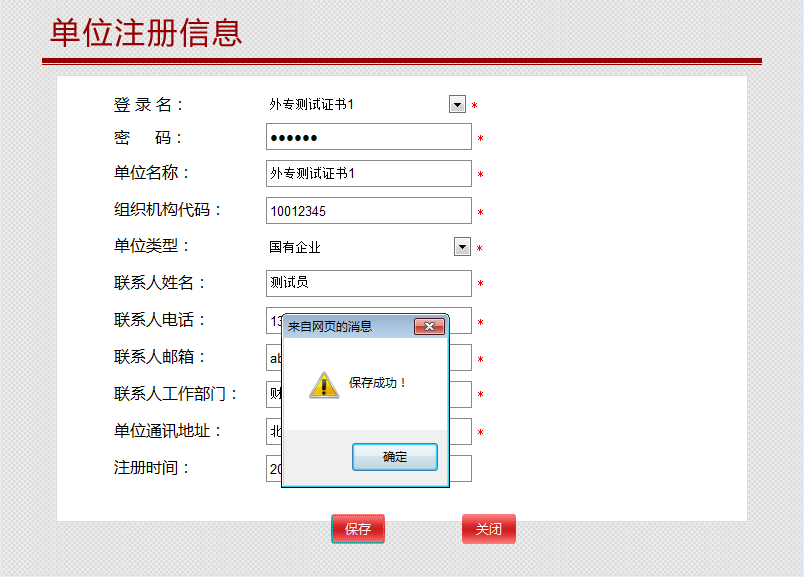 单位注册信息
登 录 名： 外专测试证书1 *
密 码： ●●●●●● *
单位名称： 外专测试证书1 *
组织机构代码： 10012345 *
单位类型： 国有企业 *
联系人姓名： 测试员 *
联系人电话： 13 *
来自网页的消息
联系人邮箱： ab *
保存成功！
联系人工作部门： 财 *
单位通讯地址： 北 *
确定
注册时间： 20
保存 关闭